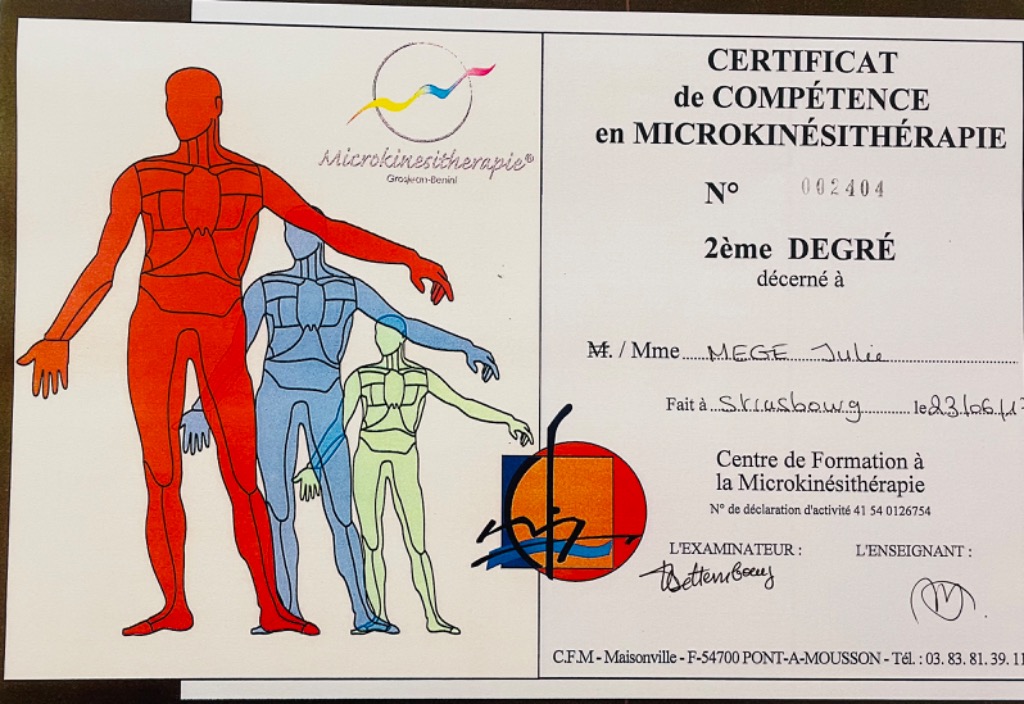 Microkinesitherapie®
Grosjean-Benini
CERTIFICAT
de COMPÉTENCE
en MICROKINÉSITHÉRAPIE
N° 002404
2ème DEGRÉ
décerné à
M. / Mme MEGE Julie
Fait à Strasbourg le 23/06/17
Centre de Formation à
la Microkinésithérapie
N° de déclaration d'activité 41 54 0126754
L'EXAMINATEUR : L'ENSEIGNANT :
C.F.M - Maisonville - F-54700 PONT-A-MOUSSON - Tél. : 03. 83. 81. 39. 11